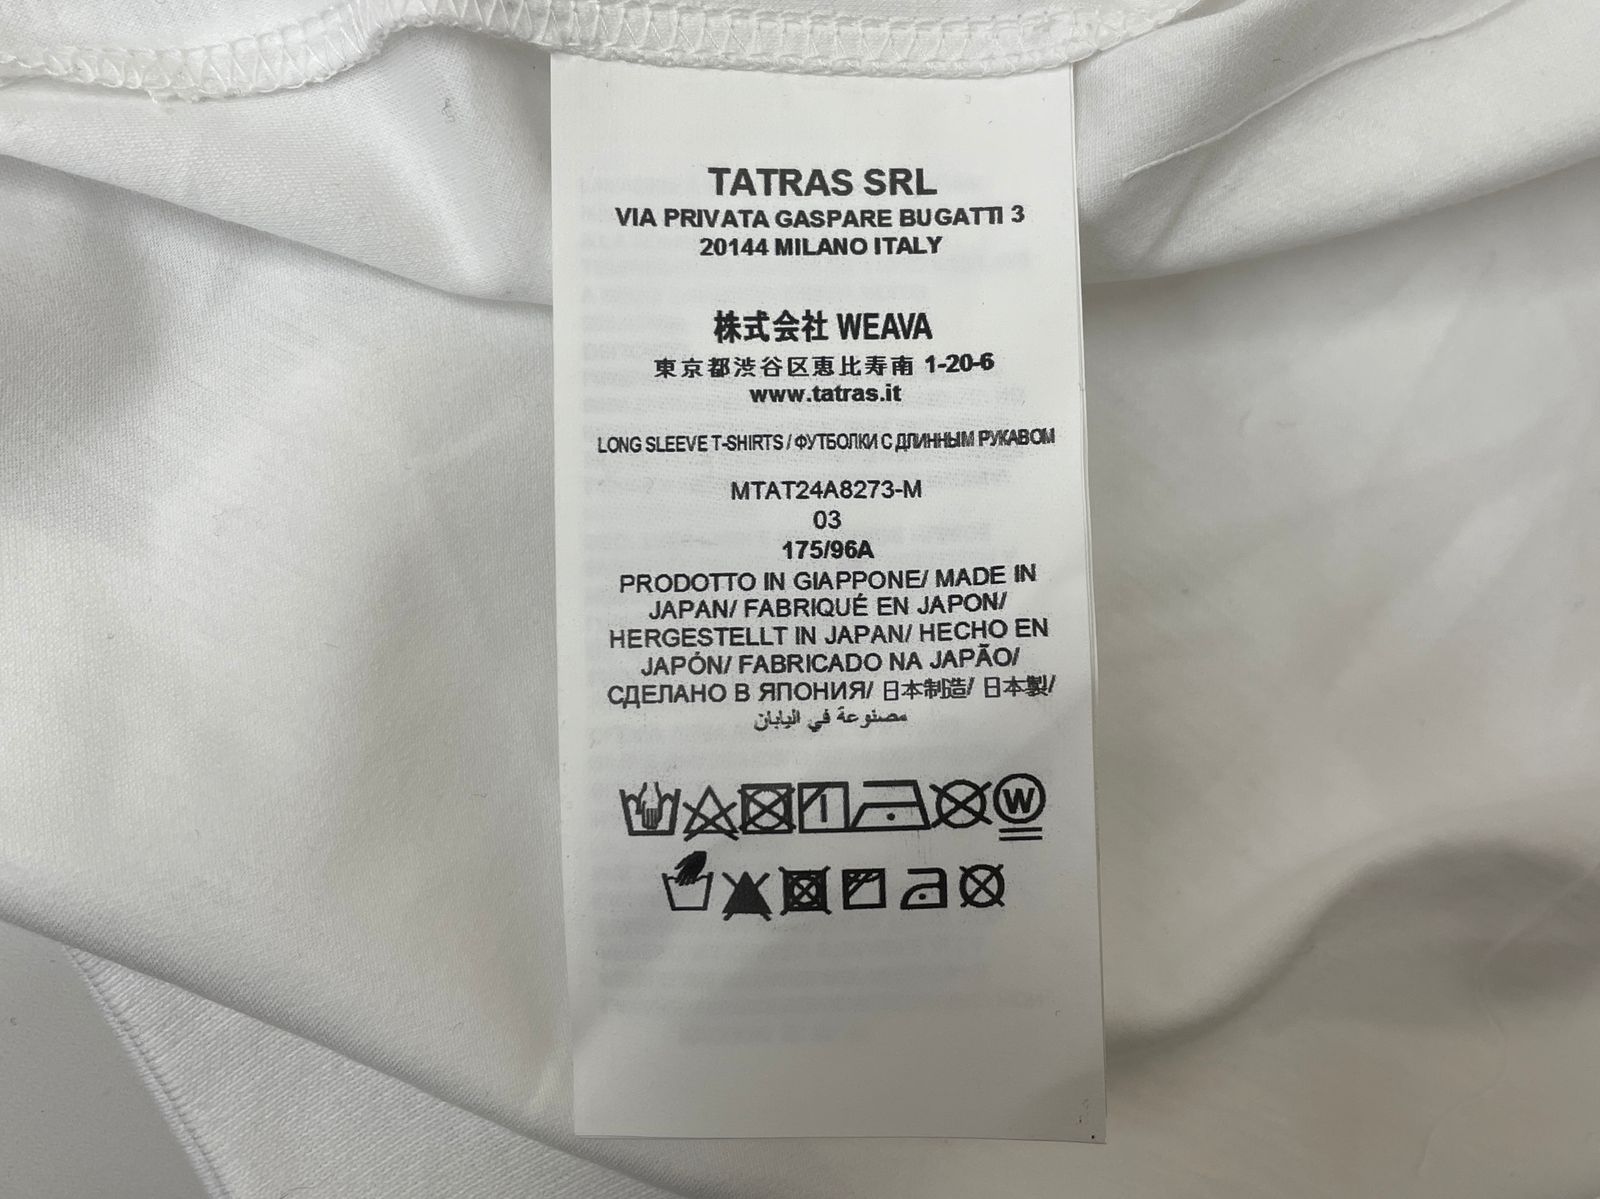 TATRAS SRL
VIA PRIVATA GASPARE BUGATTI 3
20144 MILANO ITALY
株式会社 WEAVA
東京都渋谷区恵比寿南 1-20-6
www.tatras.it
LONG SLEEVE T-SHIRTS / ФУТБОЛКИ С ДЛИННЫМ РУКАВОМ
MTAT24A8273-M
03
175/96A
PRODOTTO IN GIAPPONE/ MADE IN
JAPAN/ FABRIQUÉ EN JAPON/
HERGESTELLT IN JAPAN/ HECHO EN
JAPÓN/ FABRICADO NA JAPÃO/
СДЕЛАНО В ЯПОНИЯ/ 日本制造/ 日本製/
مصنوعة في اليابان
W